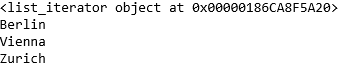 <list_iterator object at 0x00000186CA8F5A20>
Berlin
Vienna
Zurich